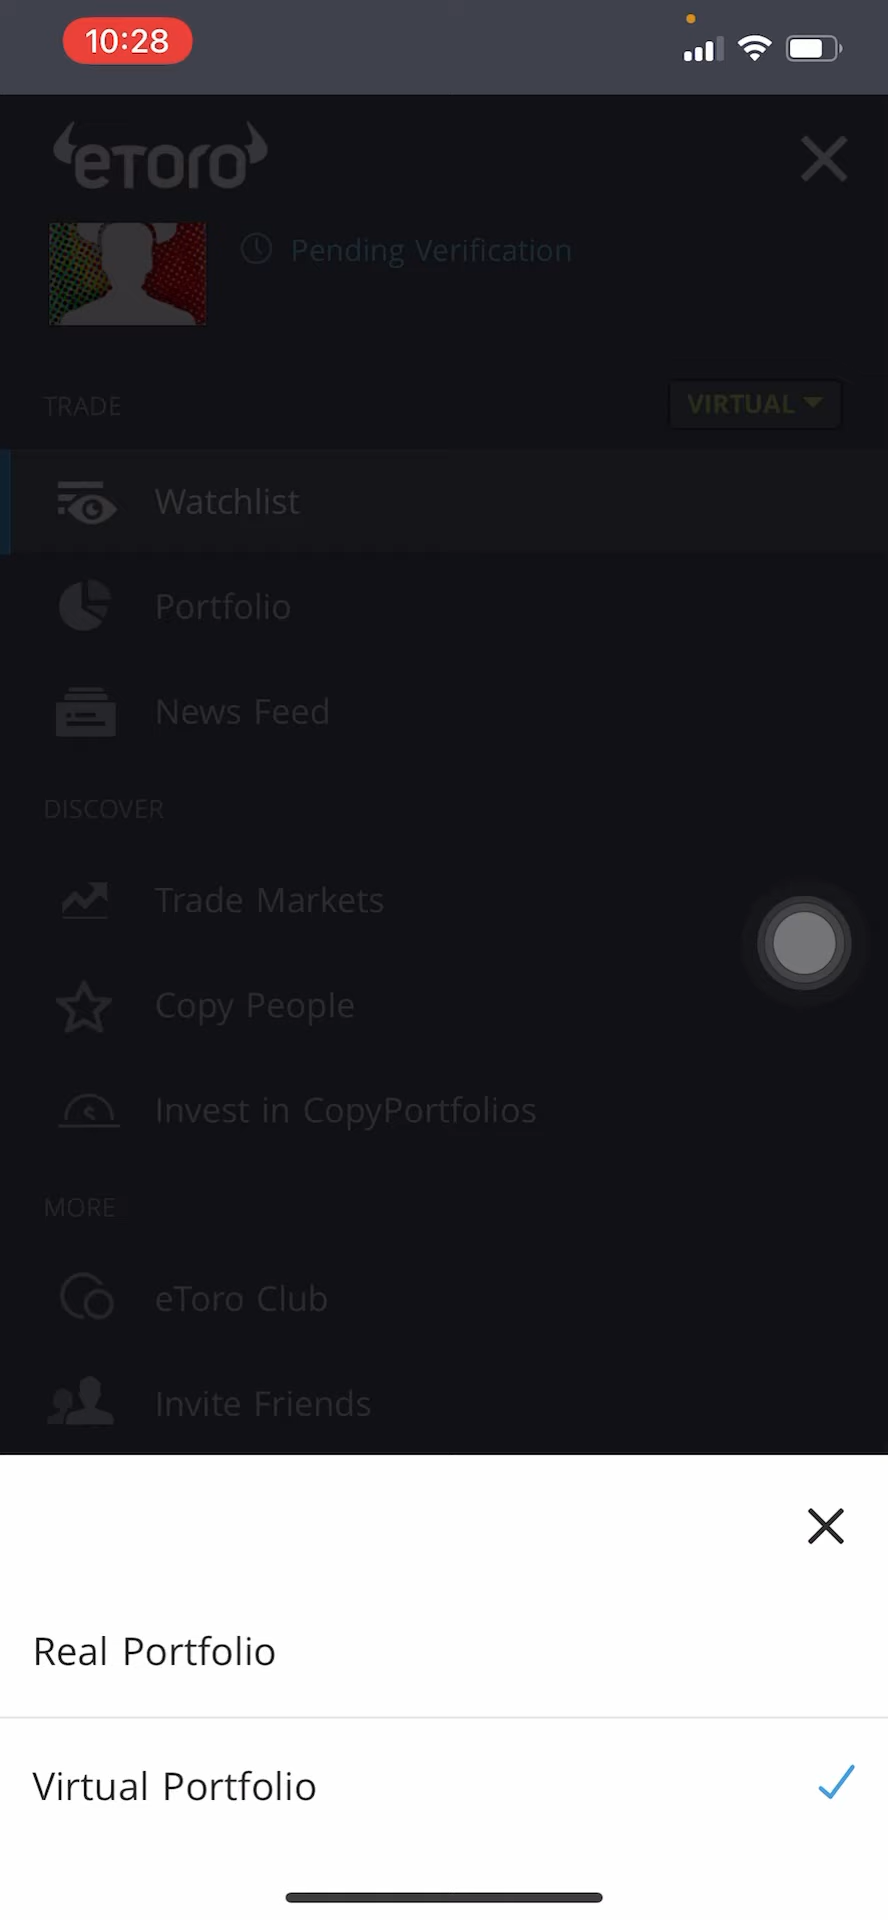 10:28
eToro
Pending Verification
TRADE
VIRTUAL
Watchlist
Portfolio
News Feed
DISCOVER
Trade Markets
Copy People
Invest in CopyPortfolios
MORE
eToro Club
Invite Friends
Real Portfolio
Virtual Portfolio